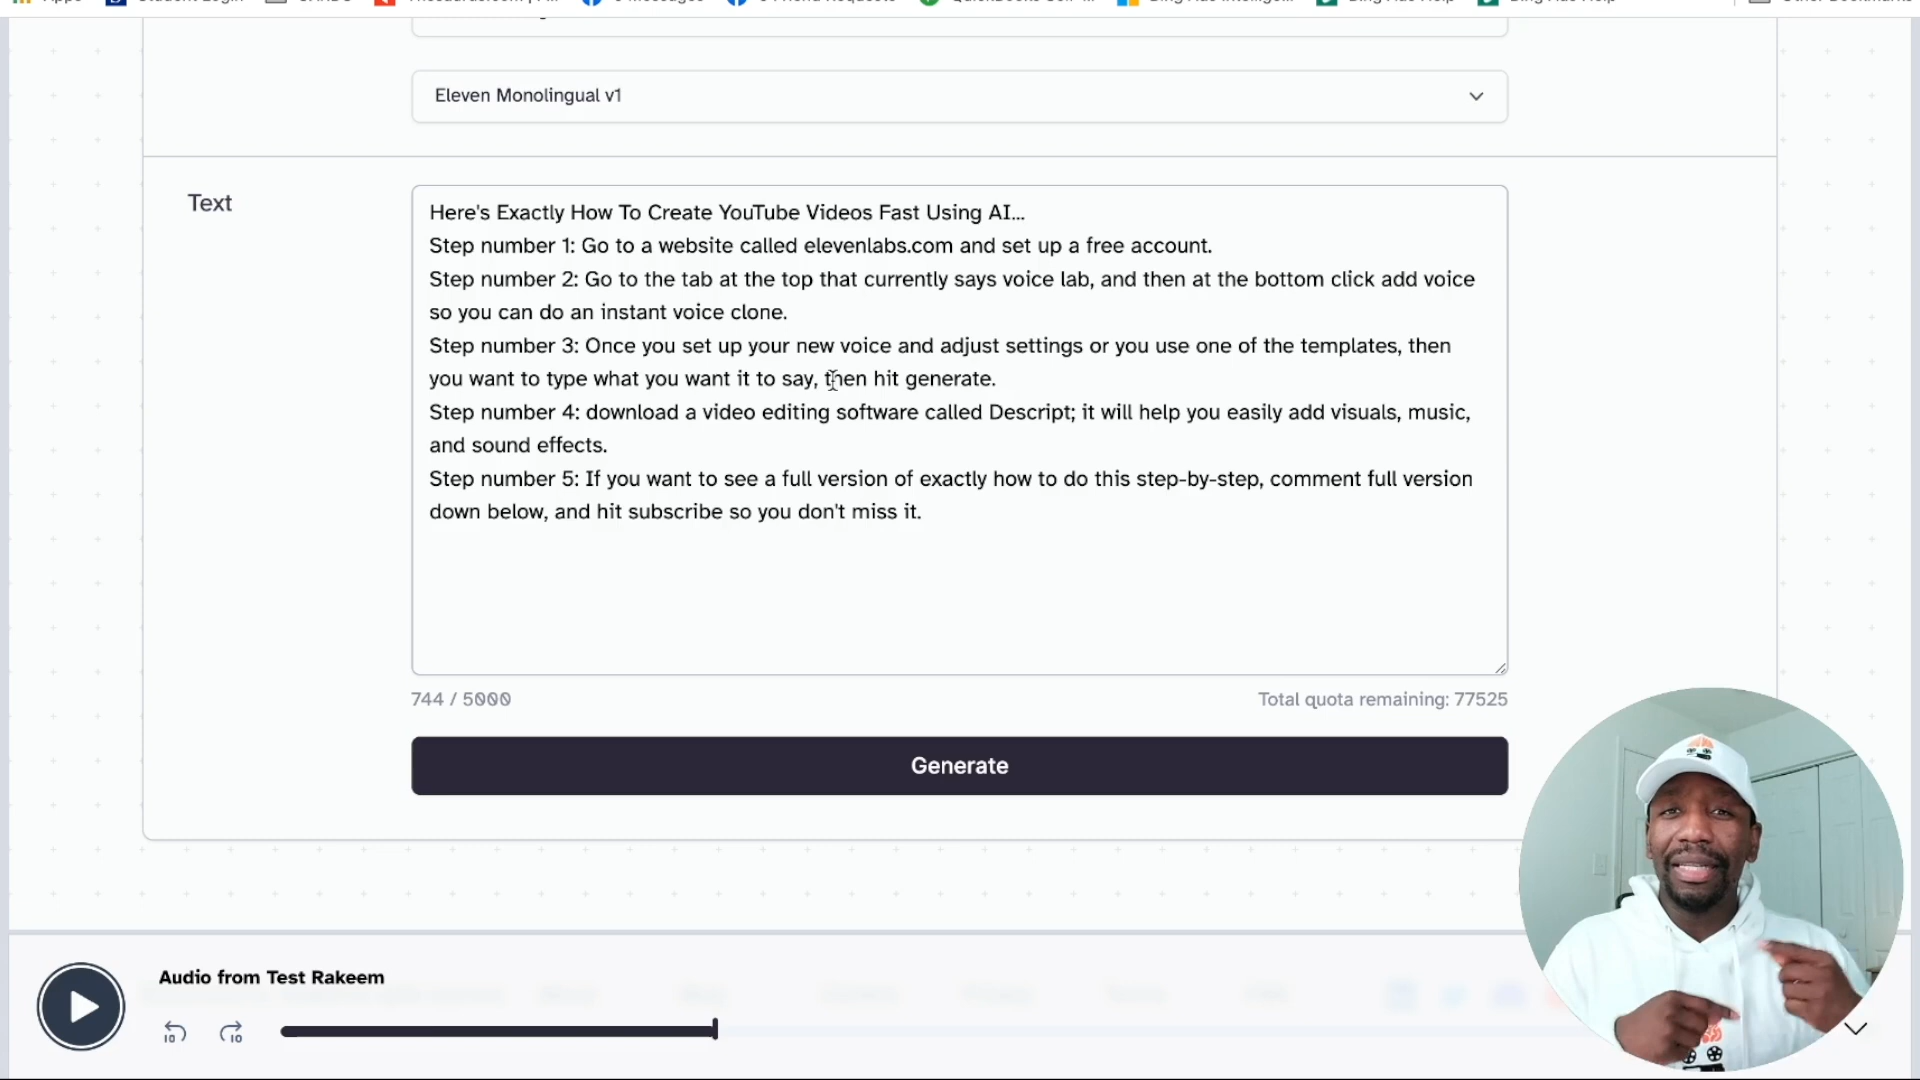 Eleven Monolingual v1
Text
Here's Exactly How To Create YouTube Videos Fast Using AI...
Step number 1: Go to a website called elevenlabs.com and set up a free account.
Step number 2: Go to the tab at the top that currently says voice lab, and then at the bottom click add voice
so you can do an instant voice clone.
Step number 3: Once you set up your new voice and adjust settings or you use one of the templates, then
you want to type what you want it to say, then hit generate.
Step number 4: download a video editing software called Descript; it will help you easily add visuals, music,
and sound effects.
Step number 5: If you want to see a full version of exactly how to do this step-by-step, comment full version
down below, and hit subscribe so you don't miss it.
744 / 5000
Total quota remaining: 77525
Generate
Audio from Test Rakeem
10
10